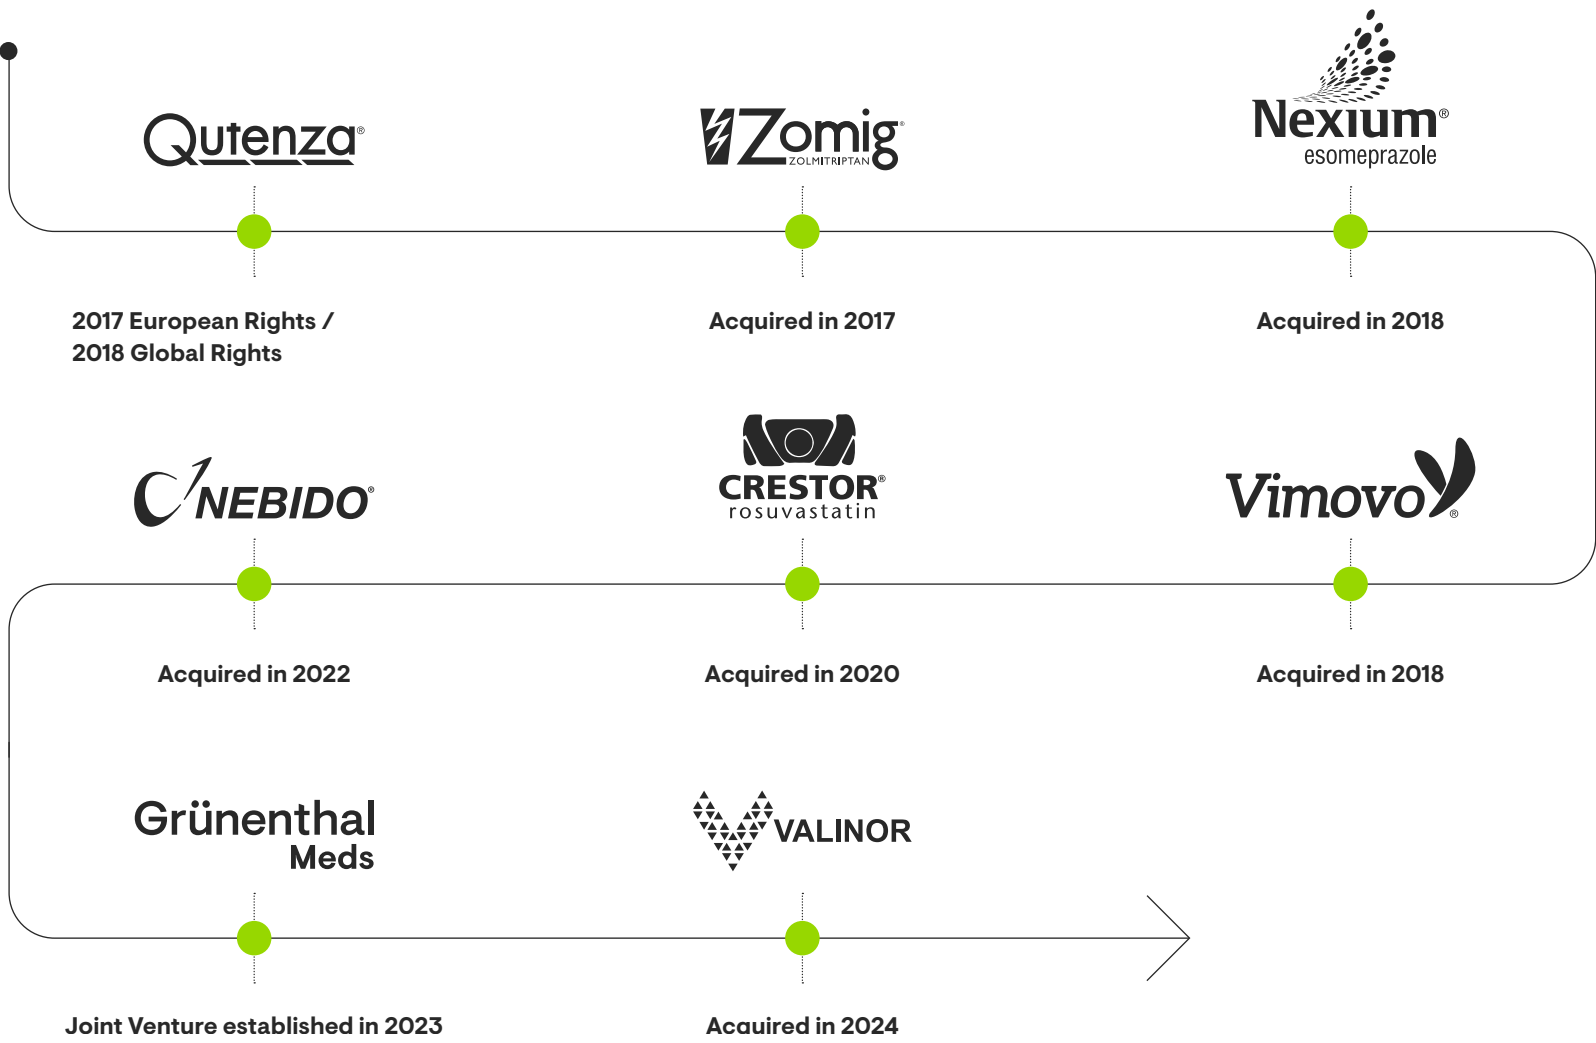 Qutenza®
Zomig®
ZOLMITRIPTAN
Nexium®
esomeprazole
2017 European Rights /
2018 Global Rights
Acquired in 2017
Acquired in 2018
NEBIDO®
CRESTOR®
rosuvastatin
Vimovo®
Acquired in 2022
Acquired in 2020
Acquired in 2018
Grünenthal
Meds
VALINOR
Joint Venture established in 2023
Acquired in 2024